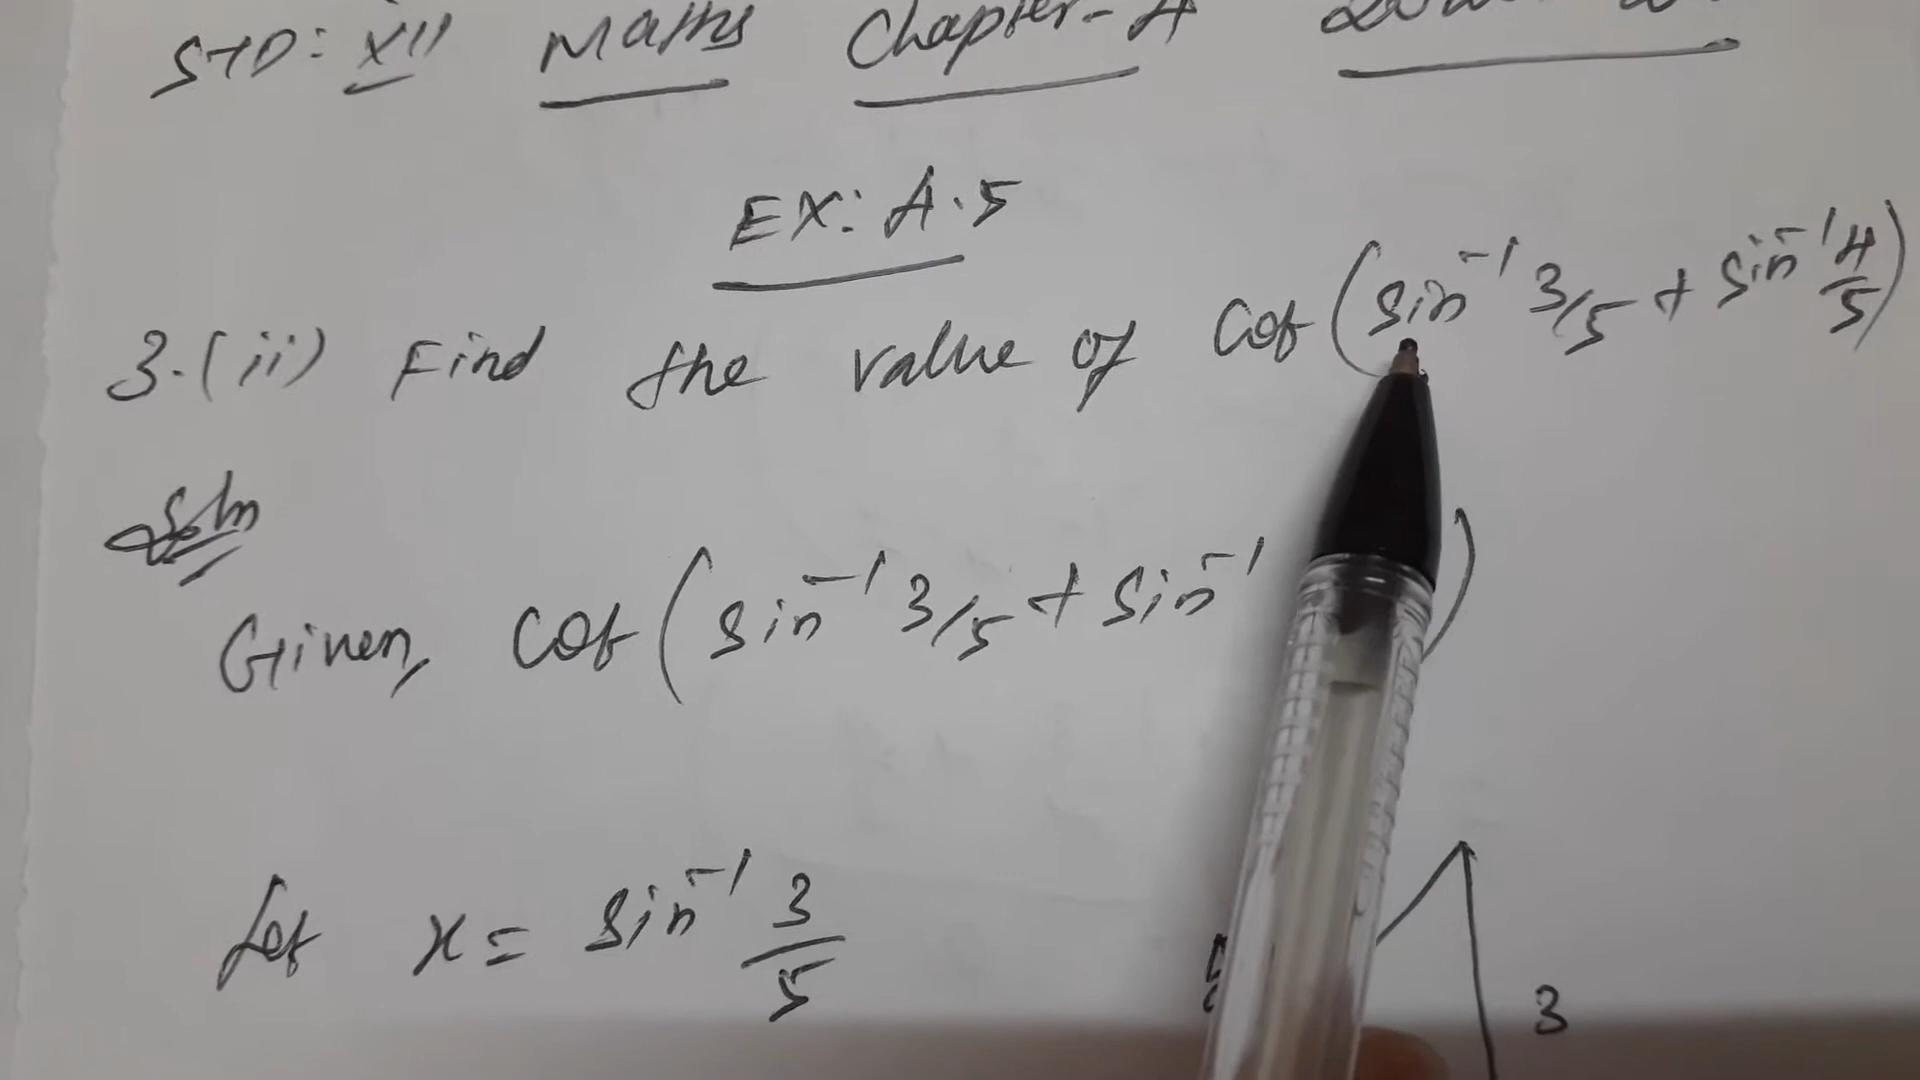 STD: XII Maths Chapter-4
EX: 4.5
3.(ii) Find the value of Cot (sin⁻¹ 3/5 + sin⁻¹ 4/5)
Soln
Given, Cot (sin⁻¹ 3/5 + sin⁻¹ )
Let x = sin⁻¹ 3/5
3